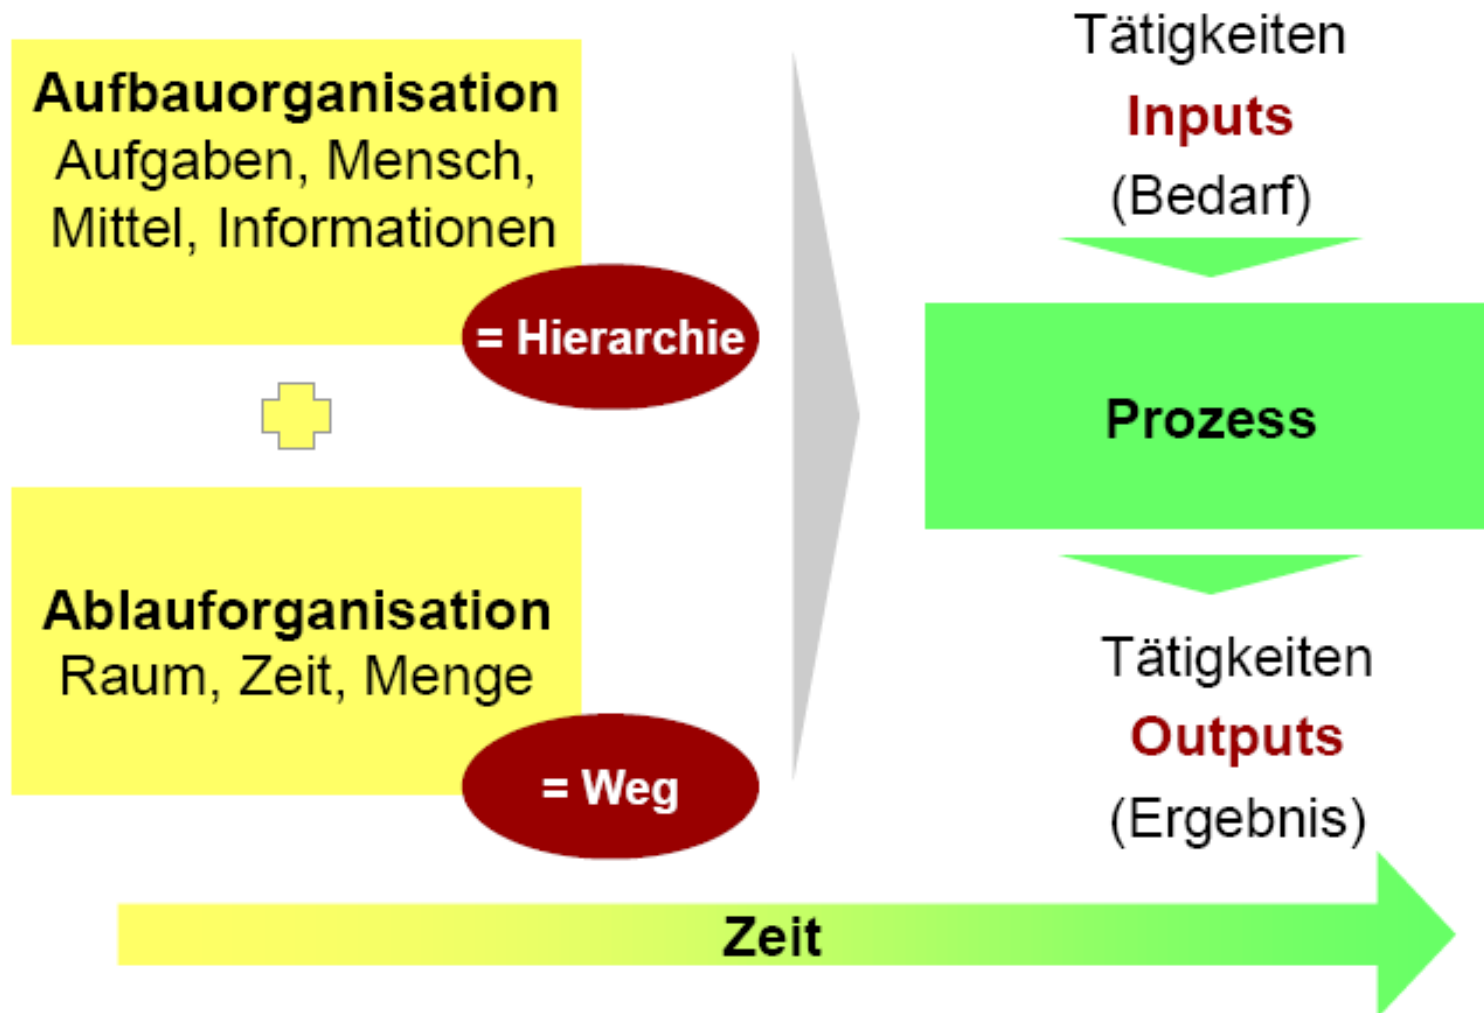 Aufbauorganisation
Aufgaben, Mensch,
Mittel, Informationen
= Hierarchie
Ablauforganisation
Raum, Zeit, Menge
= Weg
Tätigkeiten
Inputs
(Bedarf)
Prozess
Tätigkeiten
Outputs
(Ergebnis)
Zeit